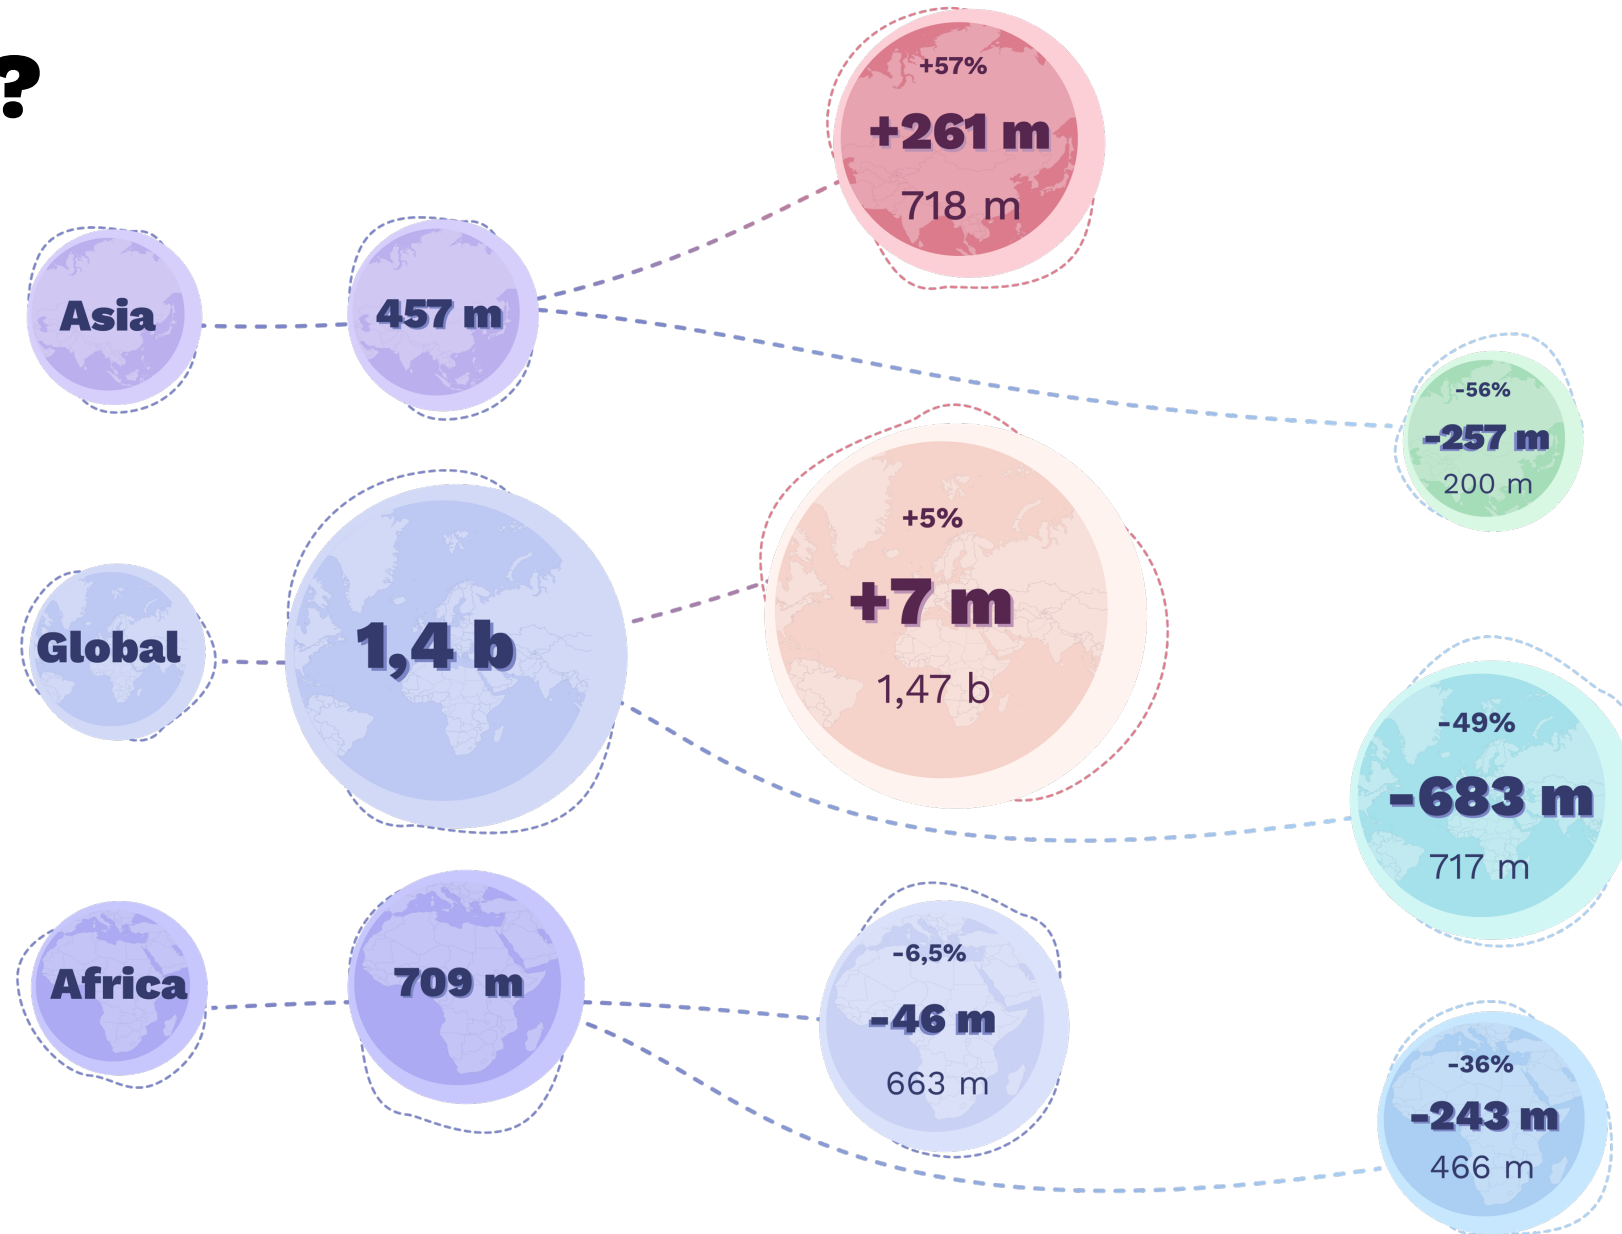 ?
Asia
457 m
+57%
+261 m
718 m
-56%
-257 m
200 m
Global
1,4 b
+5%
+7 m
1,47 b
-49%
-683 m
717 m
Africa
709 m
-6,5%
-46 m
663 m
-36%
-243 m
466 m